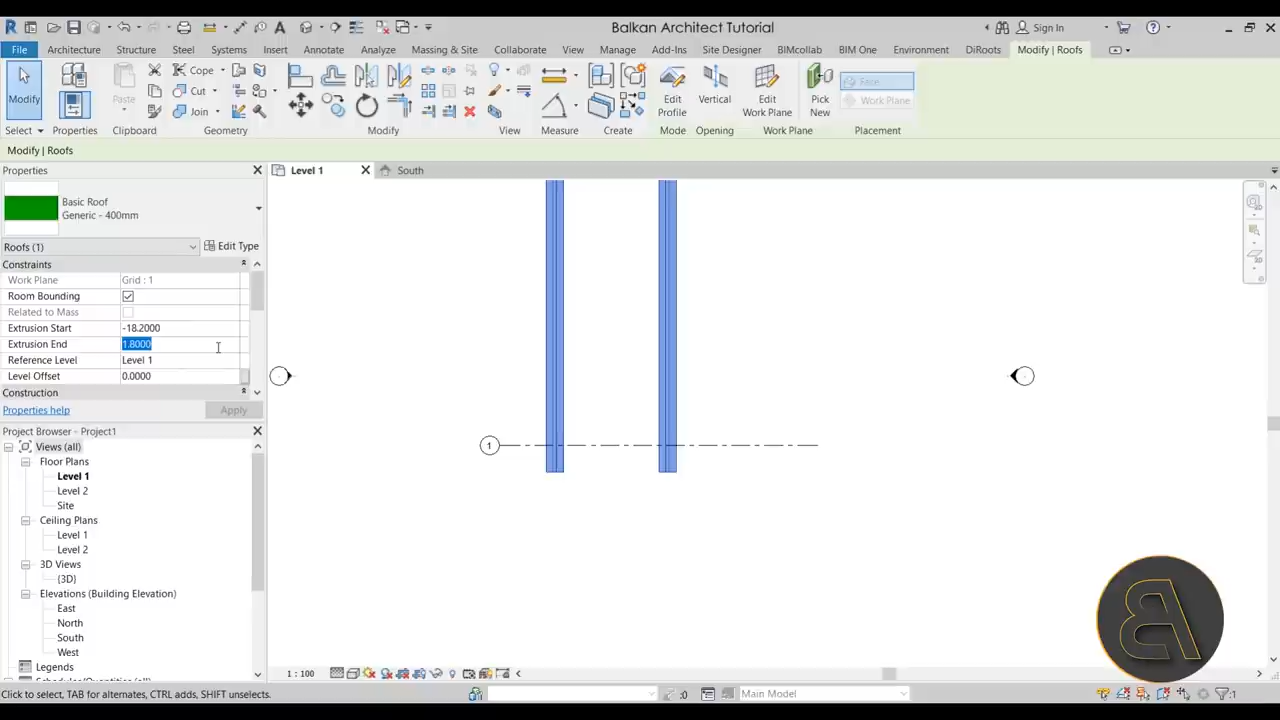 Balkan Architect Tutorial
Sign In
File Architecture Structure Steel Systems Insert Annotate Analyze Massing & Site Collaborate View Manage Add-Ins Site Designer BIMcollab BIM One Environment DiRoots Modify | Roofs
Modify
Paste
Cope
Cut
Join
Edit Profile
Vertical
Edit Work Plane
Pick New
Face
Work Plane
Select Properties Clipboard Geometry Modify View Measure Create Mode Opening Work Plane Placement
Modify | Roofs
Properties
Level 1
South
Basic Roof
Generic - 400mm
Roofs (1)
Edit Type
Constraints
Work Plane Grid : 1
Room Bounding
Related to Mass
Extrusion Start -18.2000
Extrusion End 1.8000
Reference Level Level 1
Level Offset 0.0000
Construction
Properties help
Apply
1
Project Browser - Project1
Views (all)
Floor Plans
Level 1
Level 2
Site
Ceiling Plans
Level 1
Level 2
3D Views
{3D}
Elevations (Building Elevation)
East
North
South
West
Legends
Schedules/Quantities (all)
1 : 100
Click to select, TAB for alternates, CTRL adds, SHIFT unselects.
:0
Main Model
:1